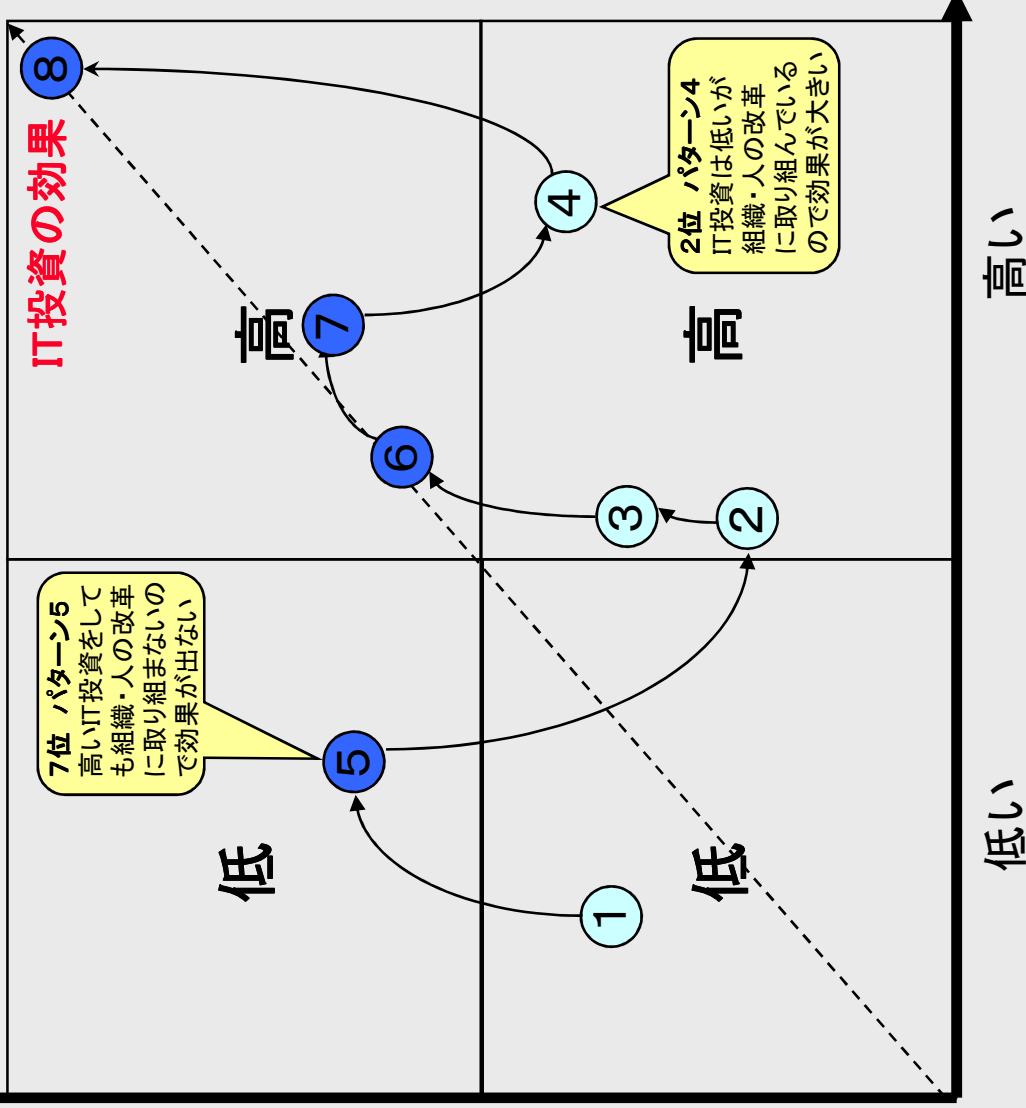 IT投資の効果
8
7位 パターン5
高いIT投資をして
も組織・人の改革
に取り組まないの
で効果が出ない
低
高
5
7
6
1
3
4
2
低
高
2位 パターン4
IT投資は低いが
組織・人の改革
に取り組んでいる
ので効果が大きい
低い
高い